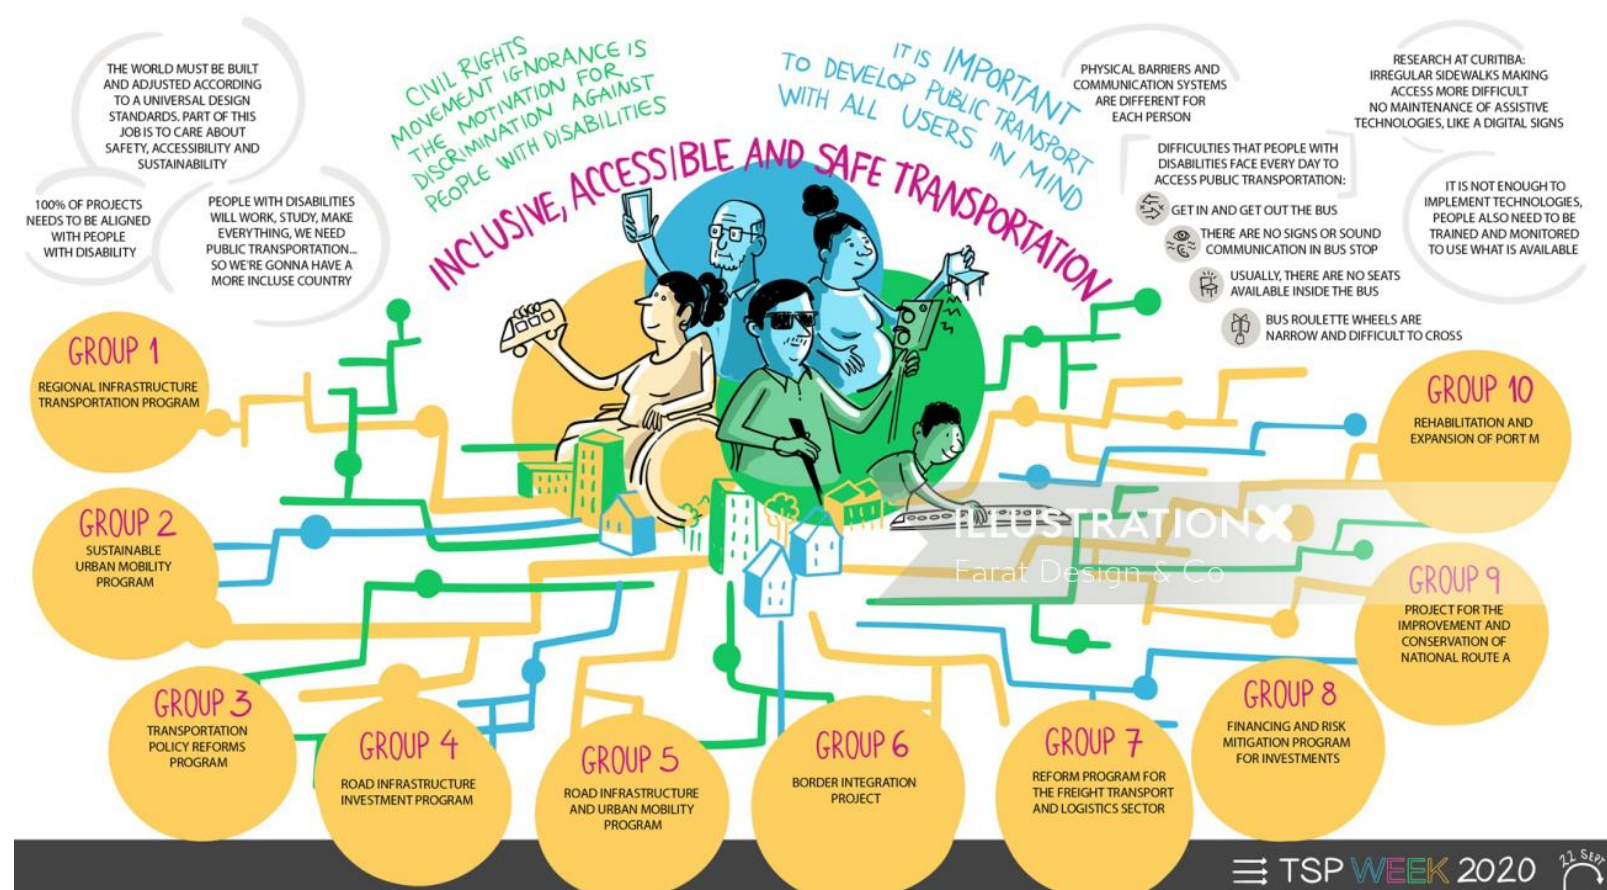 THE WORLD MUST BE BUILT
AND ADJUSTED ACCORDING
TO A UNIVERSAL DESIGN
STANDARDS. PART OF THIS
JOB IS TO CARE ABOUT
SAFETY, ACCESSIBILITY AND
SUSTAINABILITY
100% OF PROJECTS
NEEDS TO BE ALIGNED
WITH PEOPLE
WITH DISABILITY
PEOPLE WITH DISABILITIES
WILL WORK, STUDY, MAKE
EVERYTHING, WE NEED
PUBLIC TRANSPORTATION...
SO WE'RE GONNA HAVE A
MORE INCLUSE COUNTRY
CIVIL RIGHTS
MOVEMENT IGNORANCE IS
THE MOTIVATION FOR
DISCRIMINATION AGAINST
PEOPLE WITH DISABILITIES
IT IS IMPORTANT
TO DEVELOP PUBLIC TRANSPORT
WITH ALL USERS IN MIND
INCLUSIVE, ACCESSIBLE AND SAFE TRANSPORTATION
PHYSICAL BARRIERS AND
COMMUNICATION SYSTEMS
ARE DIFFERENT FOR
EACH PERSON
DIFFICULTIES THAT PEOPLE WITH
DISABILITIES FACE EVERY DAY TO
ACCESS PUBLIC TRANSPORTATION:
GET IN AND GET OUT THE BUS
THERE ARE NO SIGNS OR SOUND
COMMUNICATION IN BUS STOP
USUALLY, THERE ARE NO SEATS
AVAILABLE INSIDE THE BUS
BUS ROULETTE WHEELS ARE
NARROW AND DIFFICULT TO CROSS
RESEARCH AT CURITIBA:
IRREGULAR SIDEWALKS MAKING
ACCESS MORE DIFFICULT
NO MAINTENANCE OF ASSISTIVE
TECHNOLOGIES, LIKE A DIGITAL SIGNS
IT IS NOT ENOUGH TO
IMPLEMENT TECHNOLOGIES,
PEOPLE ALSO NEED TO BE
TRAINED AND MONITORED
TO USE WHAT IS AVAILABLE
GROUP 1
REGIONAL INFRASTRUCTURE
TRANSPORTATION PROGRAM
GROUP 2
SUSTAINABLE
URBAN MOBILITY
PROGRAM
GROUP 3
TRANSPORTATION
POLICY REFORMS
PROGRAM
GROUP 4
ROAD INFRASTRUCTURE
INVESTMENT PROGRAM
GROUP 5
ROAD INFRASTRUCTURE
AND URBAN MOBILITY
PROGRAM
GROUP 6
BORDER INTEGRATION
PROJECT
GROUP 7
REFORM PROGRAM FOR
THE FREIGHT TRANSPORT
AND LOGISTICS SECTOR
GROUP 8
FINANCING AND RISK
MITIGATION PROGRAM
FOR INVESTMENTS
GROUP 9
PROJECT FOR THE
IMPROVEMENT AND
CONSERVATION OF
NATIONAL ROUTE A
GROUP 10
REHABILITATION AND
EXPANSION OF PORT M
ILLUSTRATIONX
Farat Design & Co
TSP WEEK 2020
22 SEPT